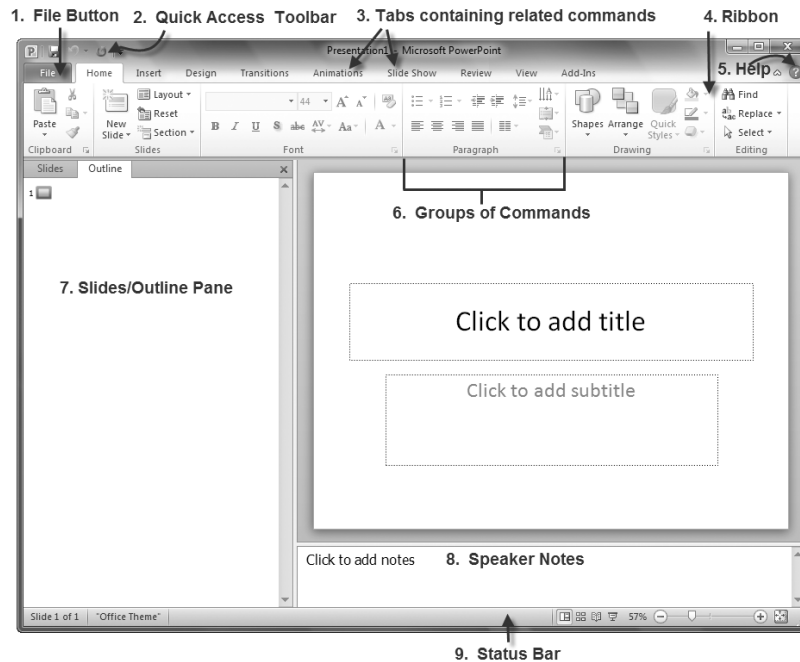 1. File Button
2. Quick Access Toolbar
3. Tabs containing related commands
4. Ribbon
Presentation1 - Microsoft PowerPoint
File Home Insert Design Transitions Animations Slide Show Review View Add-Ins
5. Help
Paste
New Slide
Layout
Reset
Section
44
B I U S abc AV Aa A
Shapes Arrange Quick Styles
Find
Replace
Select
Clipboard Slides Font Paragraph Drawing Editing
Slides Outline
1
6. Groups of Commands
7. Slides/Outline Pane
Click to add title
Click to add subtitle
Click to add notes
8. Speaker Notes
Slide 1 of 1 "Office Theme" 57%
9. Status Bar